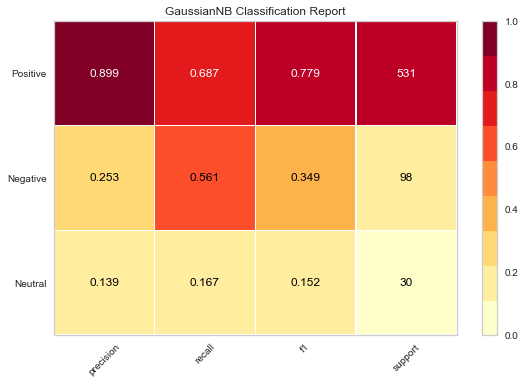 GaussianNB Classification Report
Positive 0.899 0.687 0.779 531
Negative 0.253 0.561 0.349 98
Neutral 0.139 0.167 0.152 30
precision recall f1 support
1.0
0.8
0.6
0.4
0.2
0.0